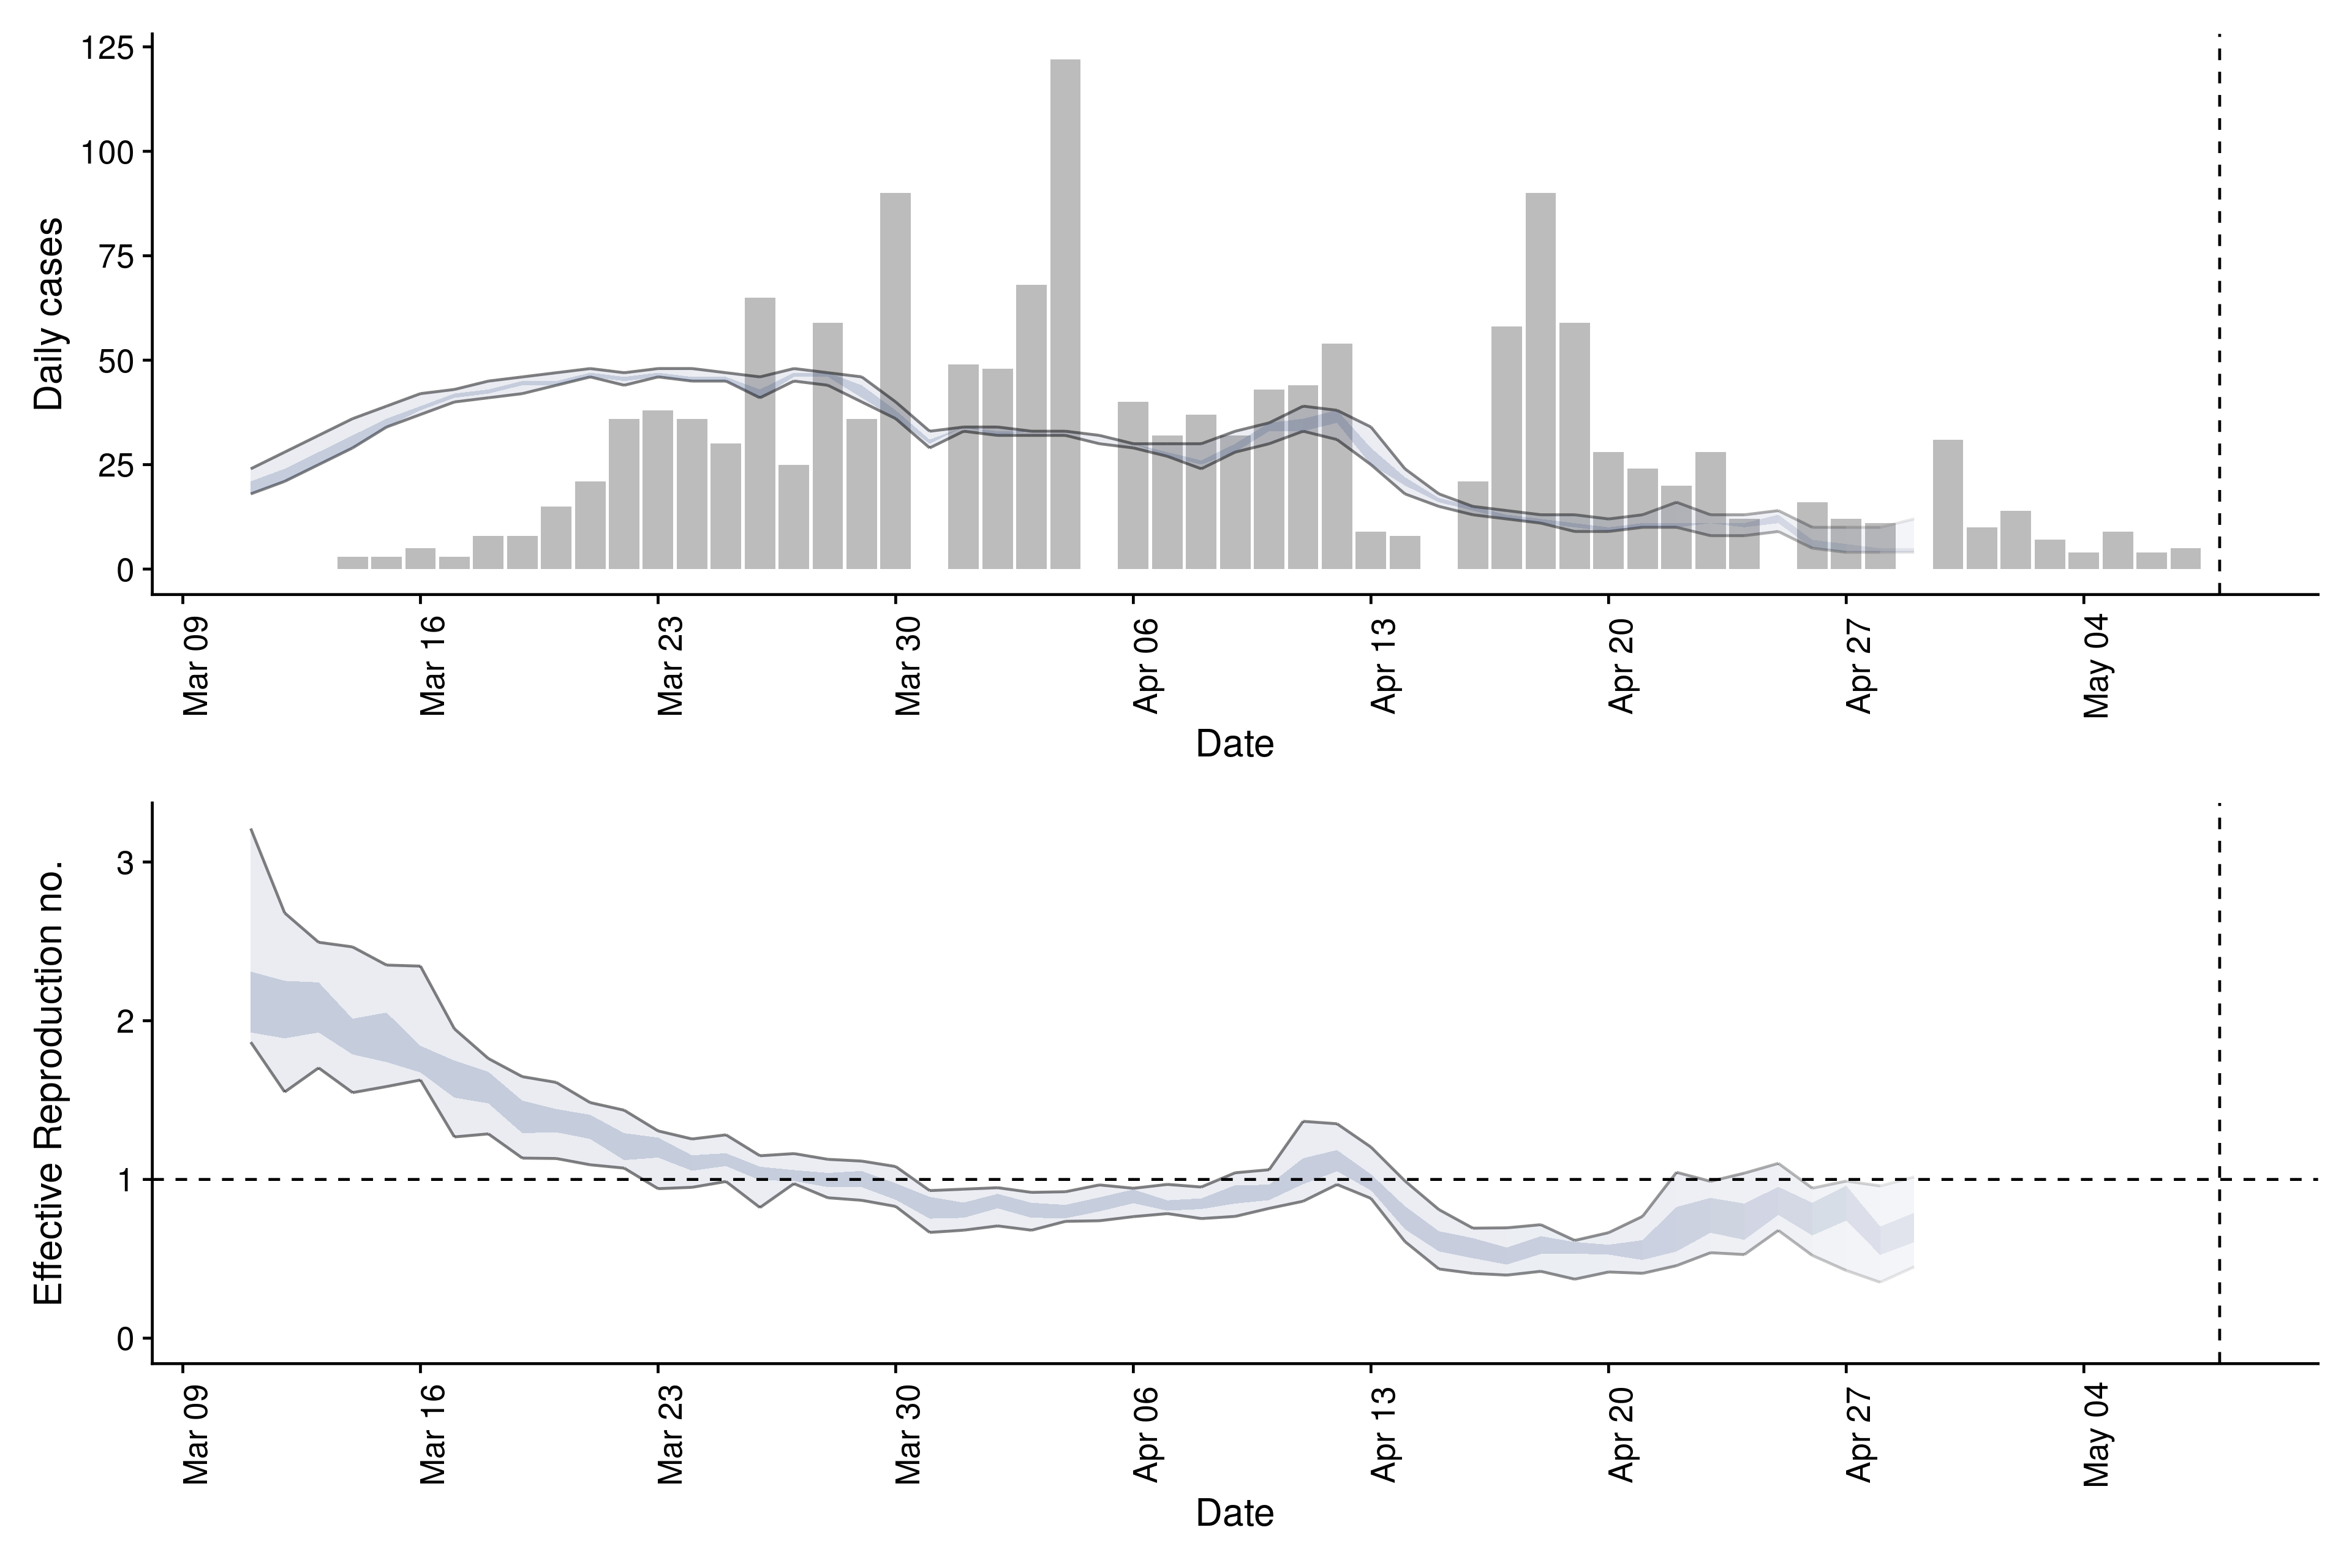 Daily cases
125
100
75
50
25
0
Mar 09
Mar 16
Mar 23
Mar 30
Apr 06
Apr 13
Apr 20
Apr 27
May 04
Date
Effective Reproduction no.
3
2
1
0
Mar 09
Mar 16
Mar 23
Mar 30
Apr 06
Apr 13
Apr 20
Apr 27
May 04
Date